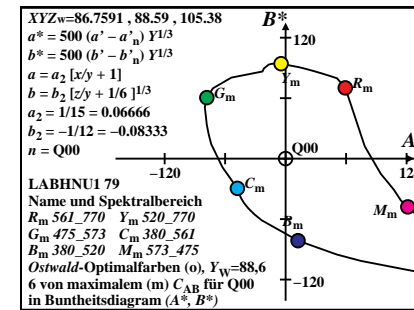 XYZw=86.7591 , 88.59 , 105.38
B*
a* = 500 (a' - a'n) Y1/3
120
b* = 500 (b' - b'n) Y1/3
a = a2 [x/y + 1]
Ym
b = b2 [z/y + 1/6 ]1/3
Gm
Rm
a2 = 1/15 = 0.06666
b2 = −1/12 = −0.08333
n = Q00
Q00
A
−120
12
LABHNU1 79
Cm
Name und Spektralbereich
Mm
Rm 561_770 Ym 520_770
Gm 475_573 Cm 380_561
Bm
Bm 380_520 Mm 573_475
Ostwald-Optimalfarben (o), YW=88,6
−120
6 von maximalem (m) CAB für Q00
in Buntheitsdiagram (A*, B*)